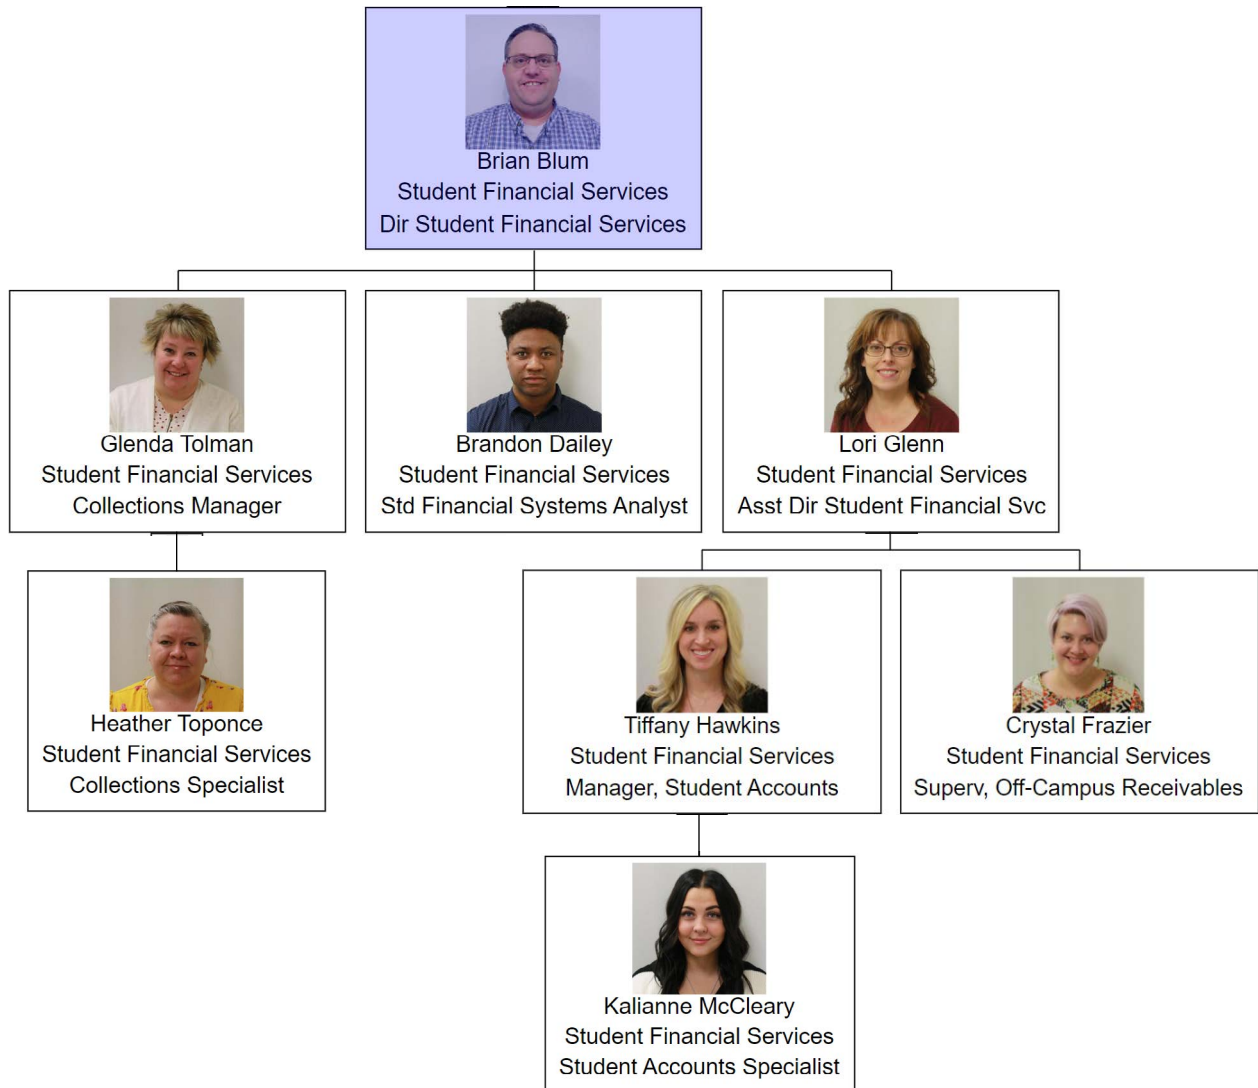 Brian Blum
Student Financial Services
Dir Student Financial Services
Glenda Tolman
Student Financial Services
Collections Manager
Brandon Dailey
Student Financial Services
Std Financial Systems Analyst
Lori Glenn
Student Financial Services
Asst Dir Student Financial Svc
Heather Toponce
Student Financial Services
Collections Specialist
Tiffany Hawkins
Student Financial Services
Manager, Student Accounts
Crystal Frazier
Student Financial Services
Superv, Off-Campus Receivables
Kalianne McCleary
Student Financial Services
Student Accounts Specialist